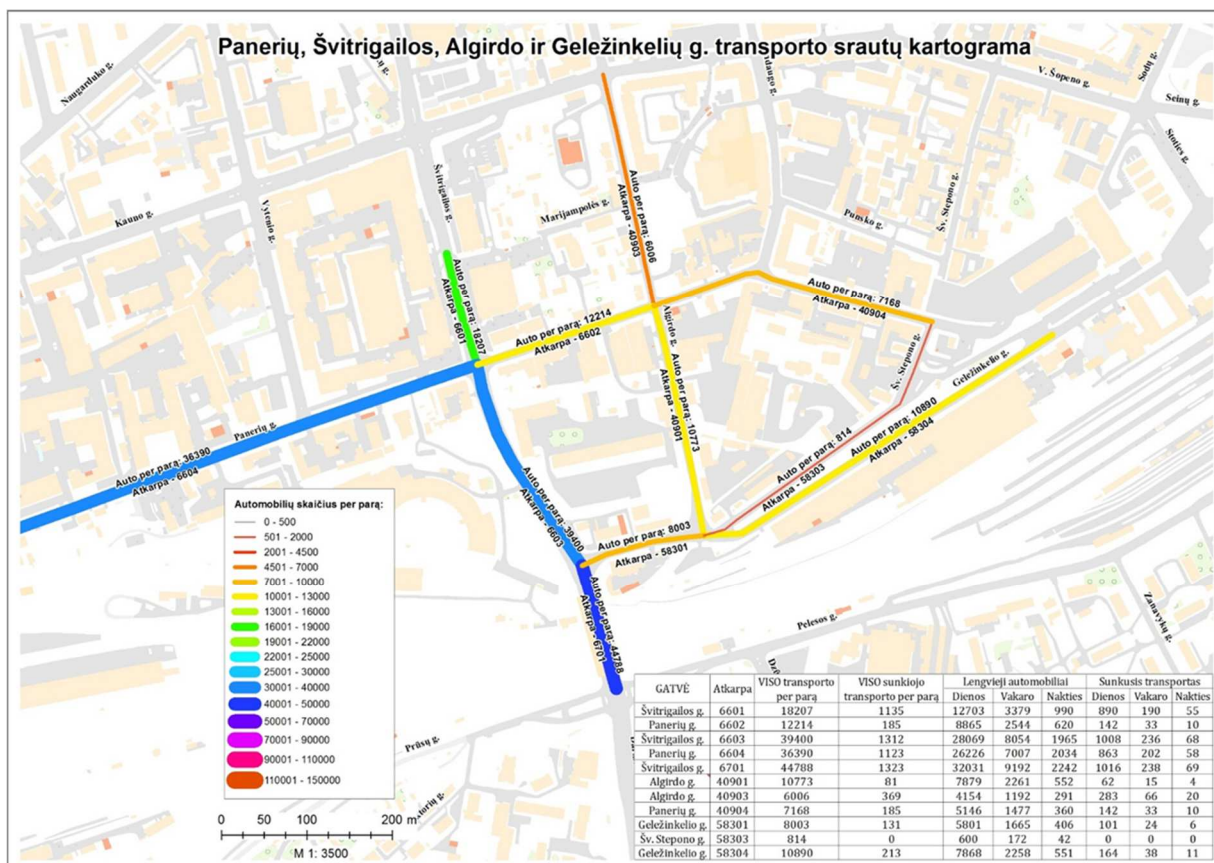 Panerių, Švitrigailos, Algirdo ir Geležinkelių g. transporto srautų kartograma
Naugarduko g.
V. Šopeno g.
Sodų g.
Seinų g.
Stoties g.
Švitrigailos g.
Kauno g.
Vytenio g.
Marijampolės g.
Punsko g.
Šv. Stepono g.
Auto per parą: 6006
Atkarpa - 40903
Auto per parą: 18207
Atkarpa - 6601
Auto per parą: 7168
Atkarpa - 40904
Auto per parą: 12214
Atkarpa - 6602
Algirdo g.
Šv. Stepono g.
Geležinkelio g.
Auto per parą: 10773
Atkarpa - 40901
Auto per parą: 10890
Atkarpa - 58304
Auto per parą: 814
Atkarpa - 58303
Panerių g.
Auto per parą: 36390
Atkarpa - 6604
Auto per parą: 39400
Atkarpa - 6603
Auto per parą: 8003
Atkarpa - 58301
Auto per parą: 44788
Atkarpa - 6701
Pelesos g.
Zanavykų g.
Prūsų g.
Automobilių skaičius per parą:
0 - 500
501 - 2000
2001 - 4500
4501 - 7000
7001 - 10000
10001 - 13000
13001 - 16000
16001 - 19000
19001 - 22000
22001 - 25000
25001 - 30000
30001 - 40000
40001 - 50000
50001 - 70000
70001 - 90000
90001 - 110000
110001 - 150000
0 50 100 200 m
M 1: 3500
GATVĖ Atkarpa VISO transporto per parą VISO sunkiojo transporto per parą Lengvieji automobiliai Sunkusis transportas
Dienos Vakaro Nakties Dienos Vakaro Nakties
Švitrigailos g. 6601 18207 1135 12703 3379 990 890 190 55
Panerių g. 6602 12214 185 8865 2544 620 142 33 10
Švitrigailos g. 6603 39400 1312 28069 8054 1965 1008 236 68
Panerių g. 6604 36390 1123 26226 7007 2034 863 202 58
Švitrigailos g. 6701 44788 1323 32031 9192 2242 1016 238 69
Algirdo g. 40901 10773 81 7879 2261 552 62 15 4
Algirdo g. 40903 6006 369 4154 1192 291 283 66 20
Panerių g. 40904 7168 185 5146 1477 360 142 33 10
Geležinkelio g. 58301 8003 131 5801 1665 406 101 24 6
Šv. Stepono g. 58303 814 0 600 172 42 0 0 0
Geležinkelio g. 58304 10890 213 7868 2258 551 164 38 11